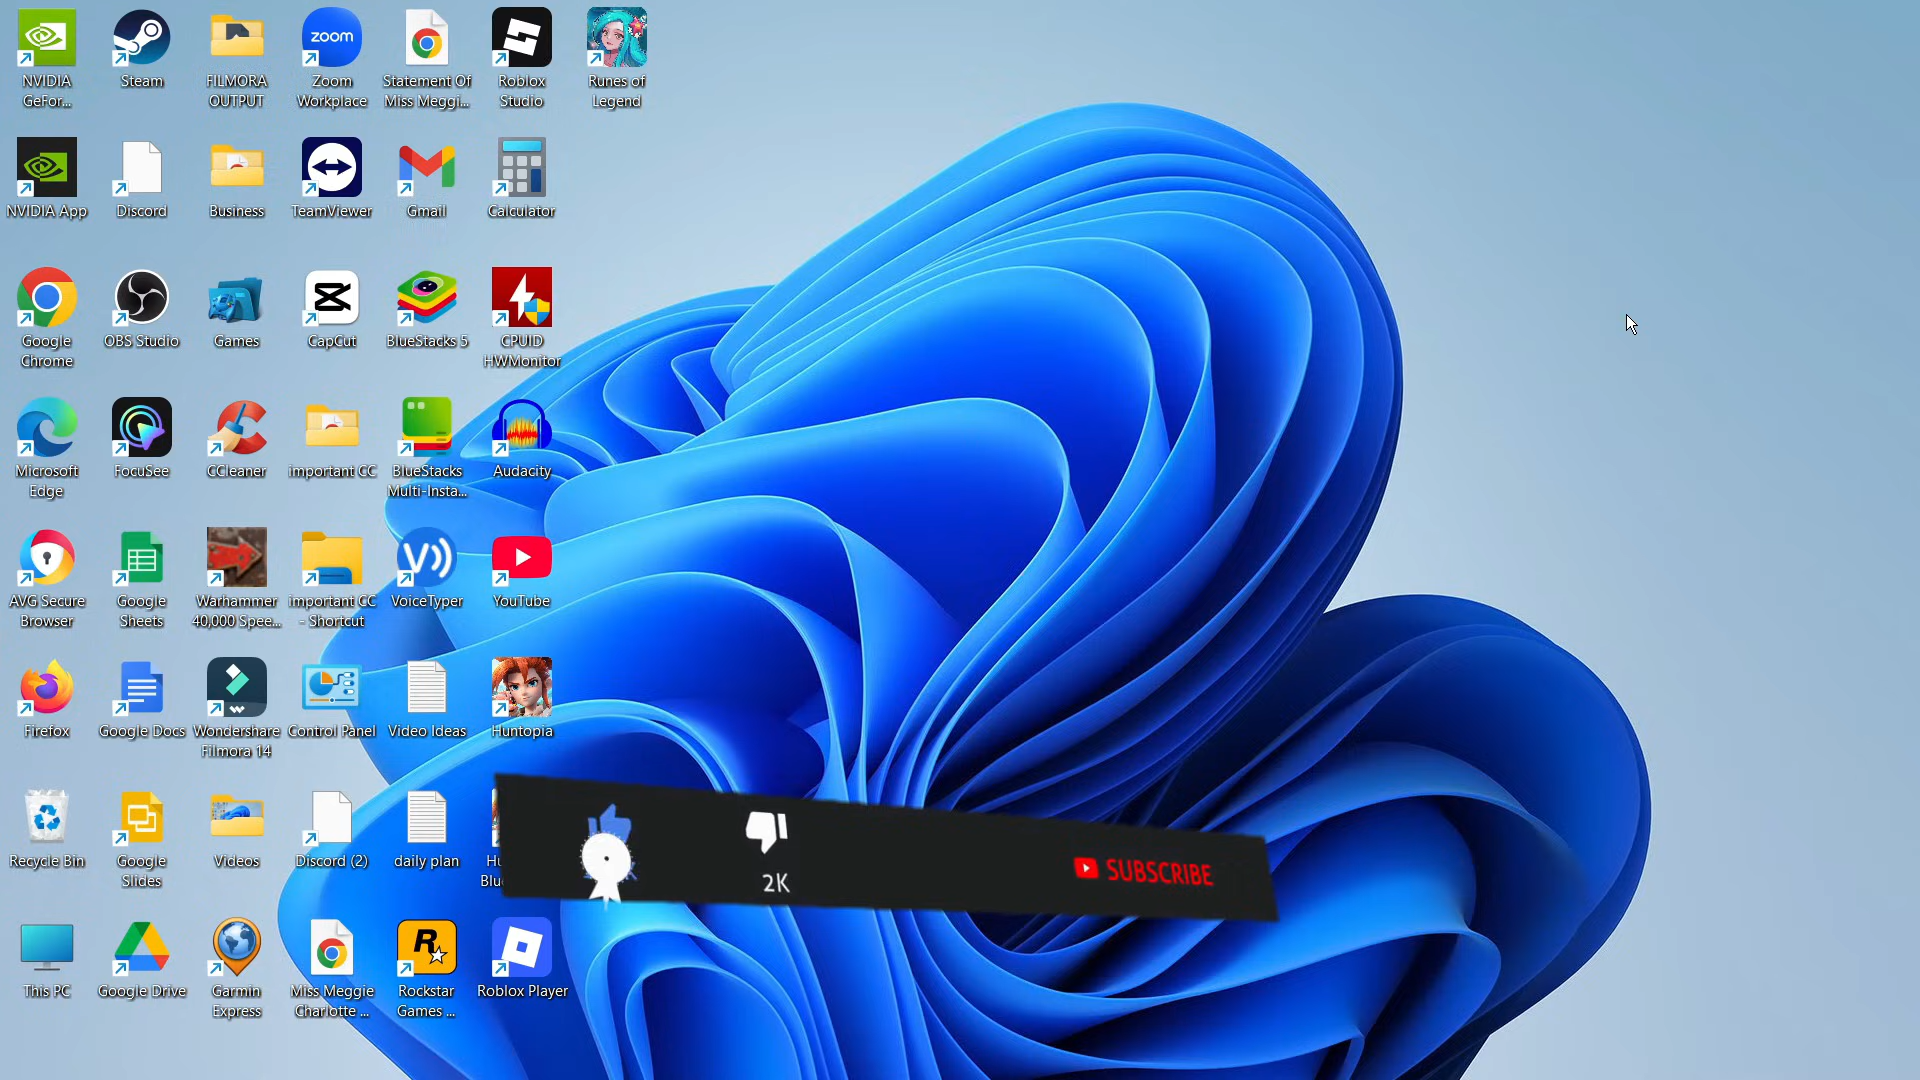 NVIDIA
GeFor...
Steam
FILMORA
OUTPUT
zoom
Zoom
Workplace
Statement Of
Miss Meggi...
Roblox
Studio
Runes of
Legend
NVIDIA App
Discord
Business
TeamViewer
Gmail
Calculator
Google
Chrome
OBS Studio
Games
CapCut
BlueStacks 5
CPUID
HWMonitor
Microsoft
Edge
FocuSee
CCleaner
important CC
BlueStacks
Multi-Insta...
Audacity
AVG Secure
Browser
Google
Sheets
Warhammer
40,000 Spee...
important CC
- Shortcut
V))
VoiceTyper
YouTube
Firefox
Google Docs
Wondershare
Filmora 14
Control Panel
Video Ideas
Huntopia
Recycle Bin
Google
Slides
Videos
Discord (2)
daily plan
2K
SUBSCRIBE
This PC
Google Drive
Garmin
Express
Miss Meggie
Charlotte ...
R
Rockstar
Games ...
Roblox Player